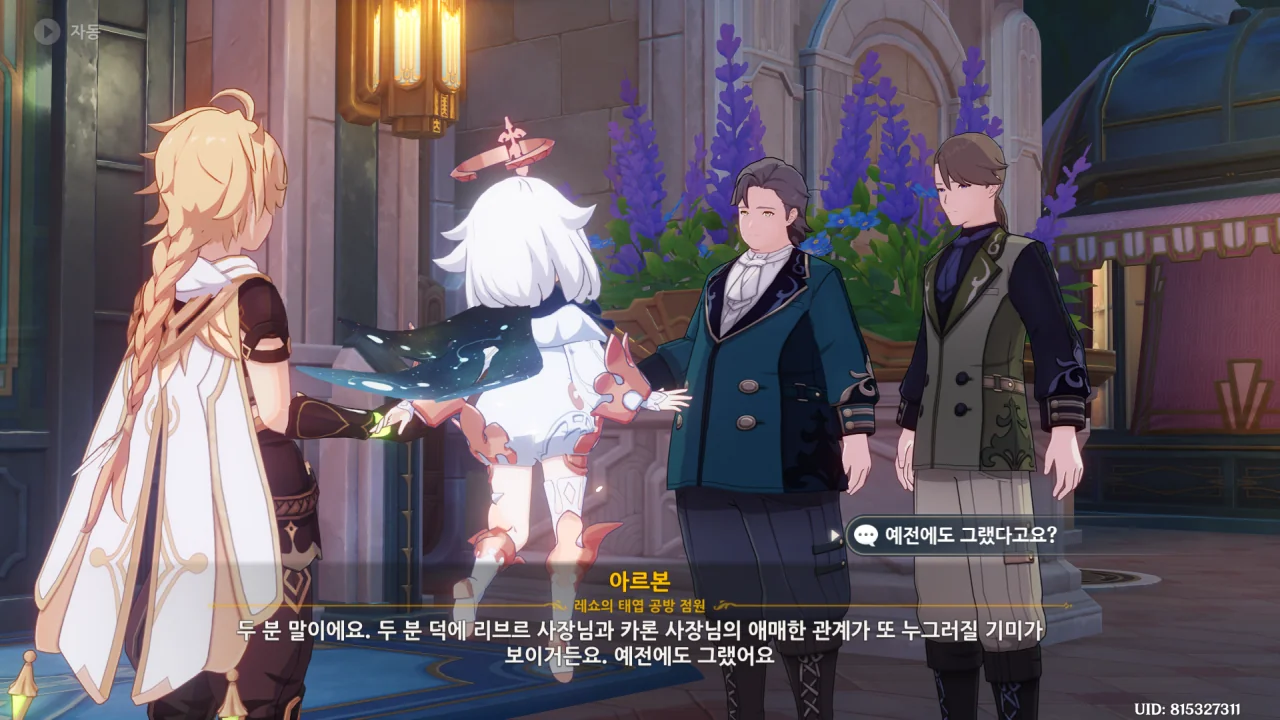 자동
예전에도 그랬다고요?
아르본
레쇼의 태엽 공방 점원
두 분 말이에요. 두 분 덕에 리브르 사장님과 카론 사장님의 애매한 관계가 또 누그러질 기미가
보이거든요. 예전에도 그랬어요
UID: 815327311